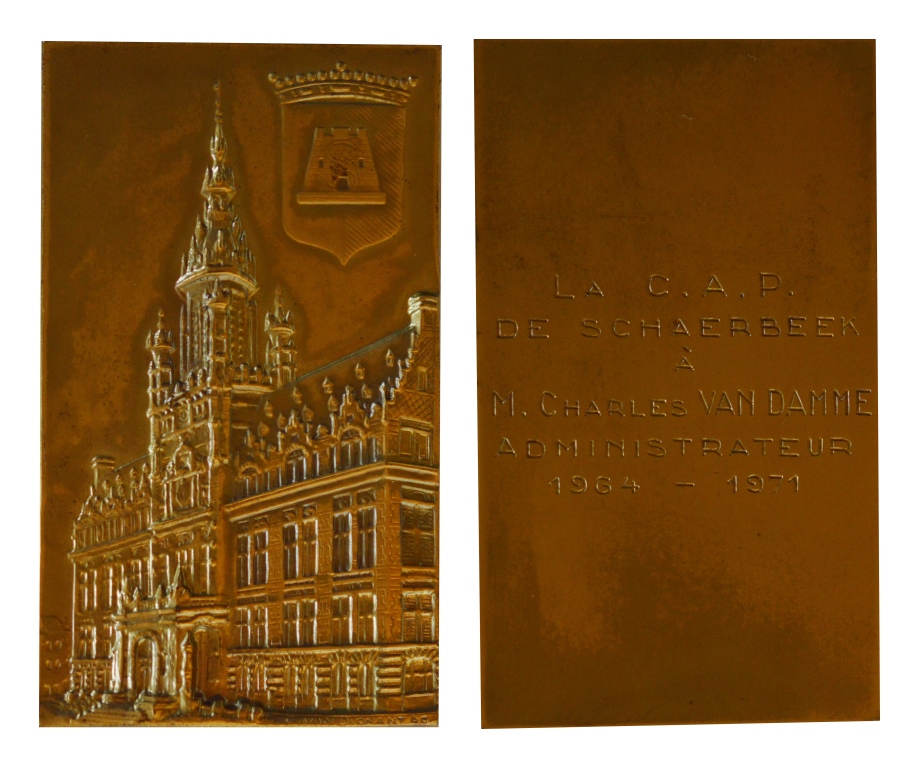 LA C.A.P.
DE SCHAERBEEK
À
M. CHARLES VAN DAMME
ADMINISTRATEUR
1964 - 1971